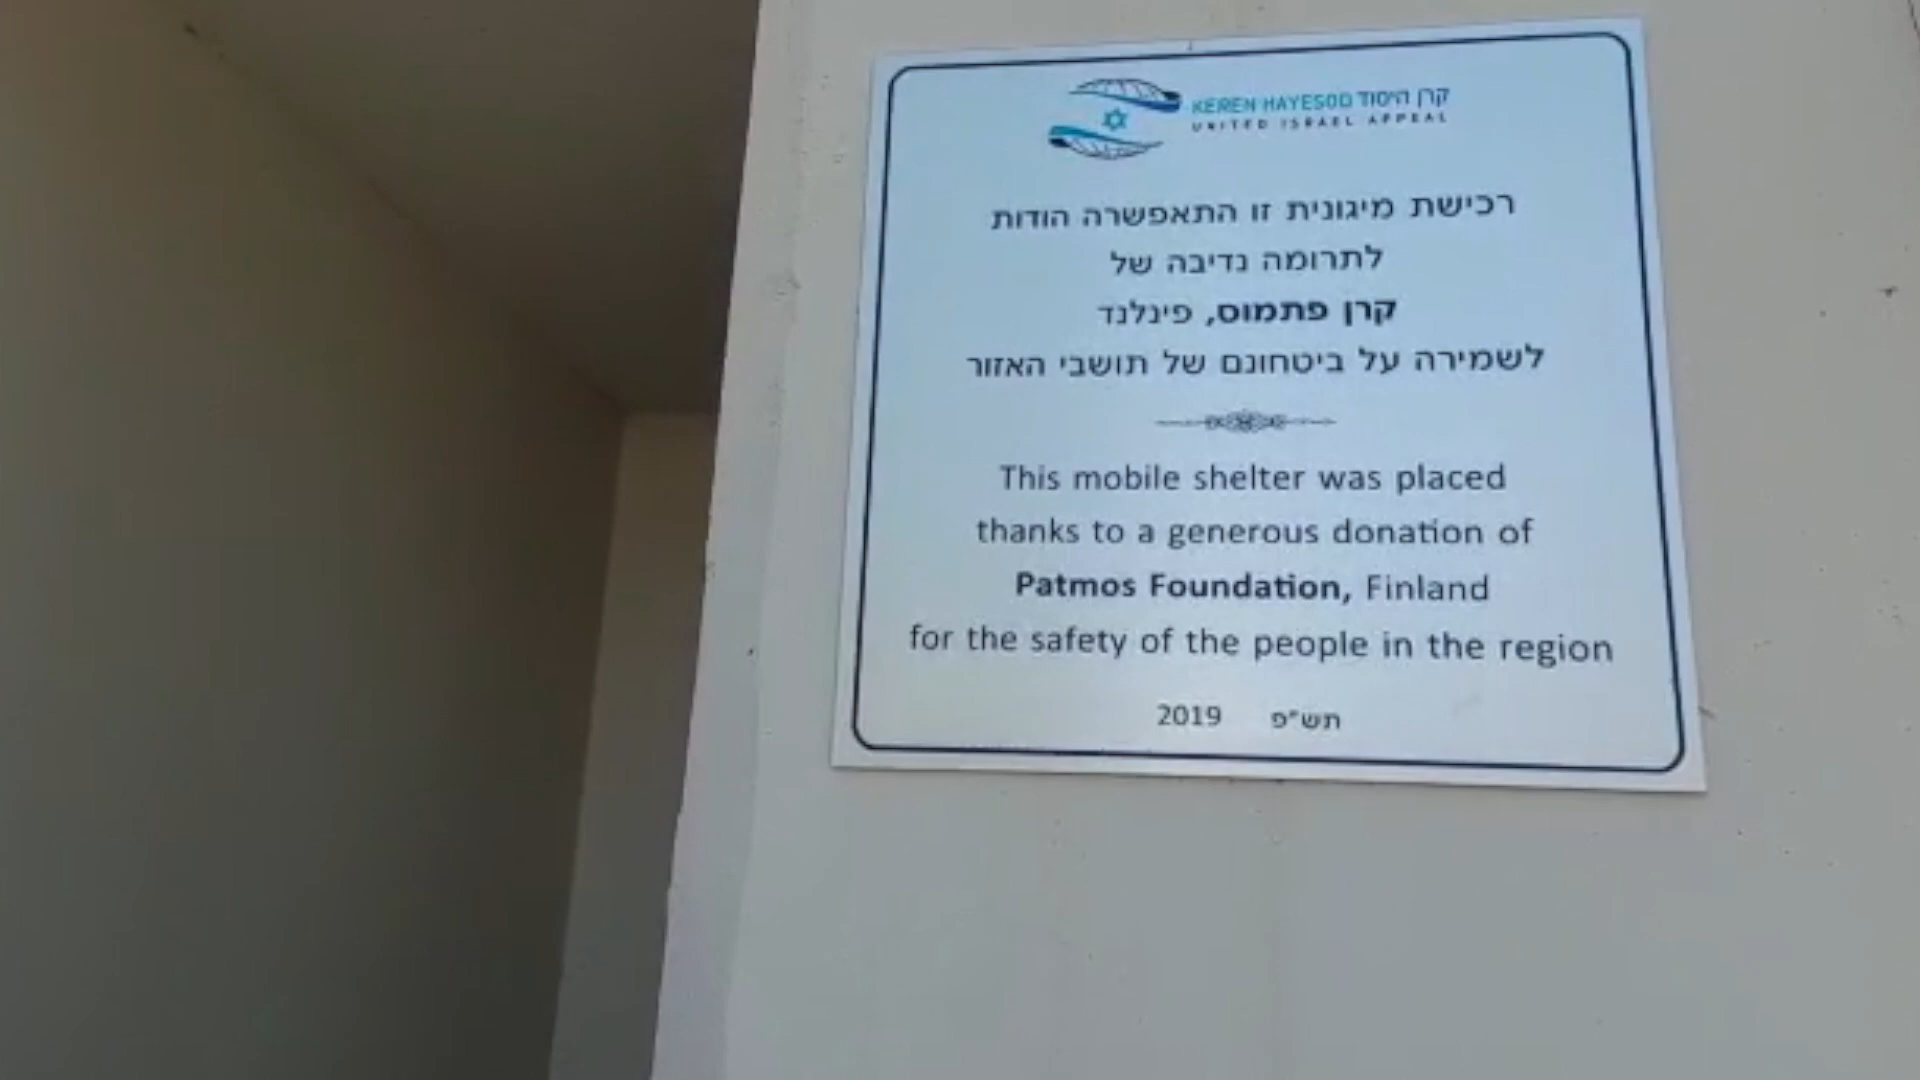 KEREN HAYESOD קרן היסוד
UNITED ISRAEL APPEAL
רכישת מיגונית זו התאפשרה הודות
לתרומה נדיבה של
קרן פתמוס, פינלנד
לשמירה על ביטחונם של תושבי האזור
This mobile shelter was placed
thanks to a generous donation of
Patmos Foundation, Finland
for the safety of the people in the region
2019 תש"פ